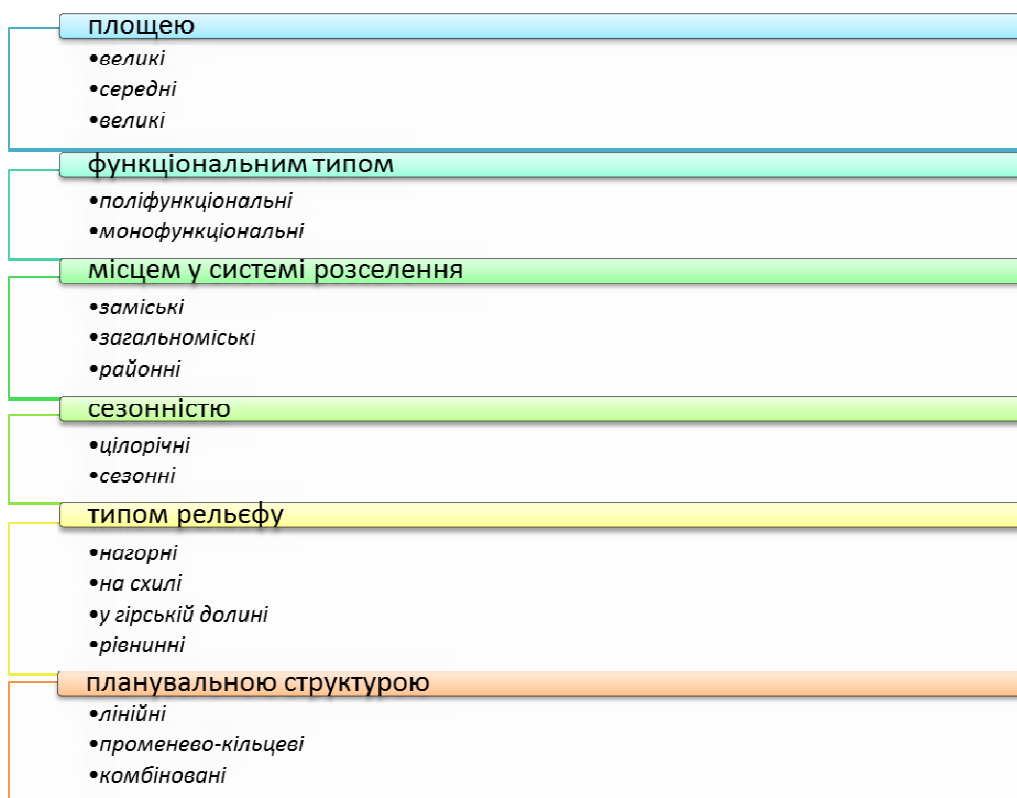 площею
•великі
•середні
•великі
функціональним типом
•поліфункціональні
•монофункціональні
місцем у системі розселення
•заміські
•загальноміські
•районні
сезонністю
•цілорічні
•сезонні
типом рельєфу
•нагорні
•на схилі
•у гірській долині
•рівнинні
планувальною структурою
•лінійні
•променево-кільцеві
•комбіновані